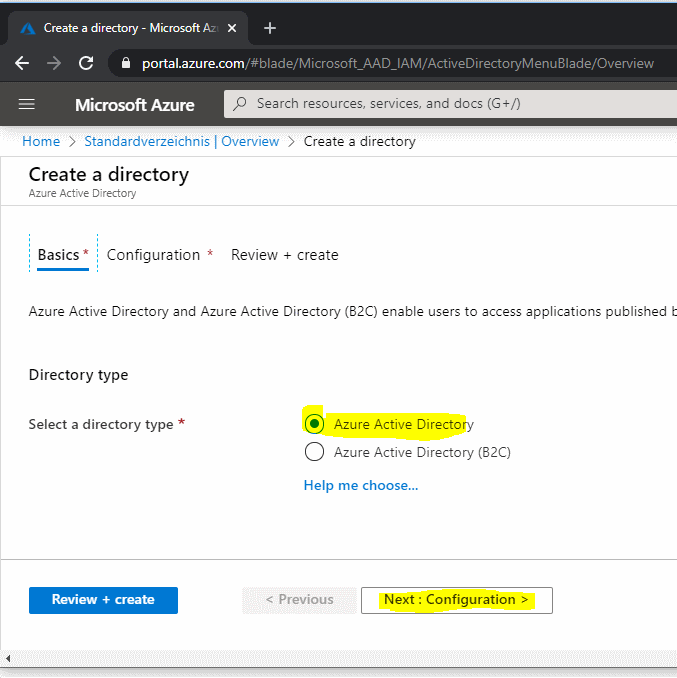 Create a directory - Microsoft Az
portal.azure.com/#blade/Microsoft_AAD_IAM/ActiveDirectoryMenuBlade/Overview
Microsoft Azure
Search resources, services, and docs (G+/)
Home > Standardverzeichnis | Overview > Create a directory
Create a directory
Azure Active Directory
Basics * Configuration * Review + create
Azure Active Directory and Azure Active Directory (B2C) enable users to access applications published b
Directory type
Select a directory type * Azure Active Directory
Azure Active Directory (B2C)
Help me choose...
Review + create < Previous Next : Configuration >